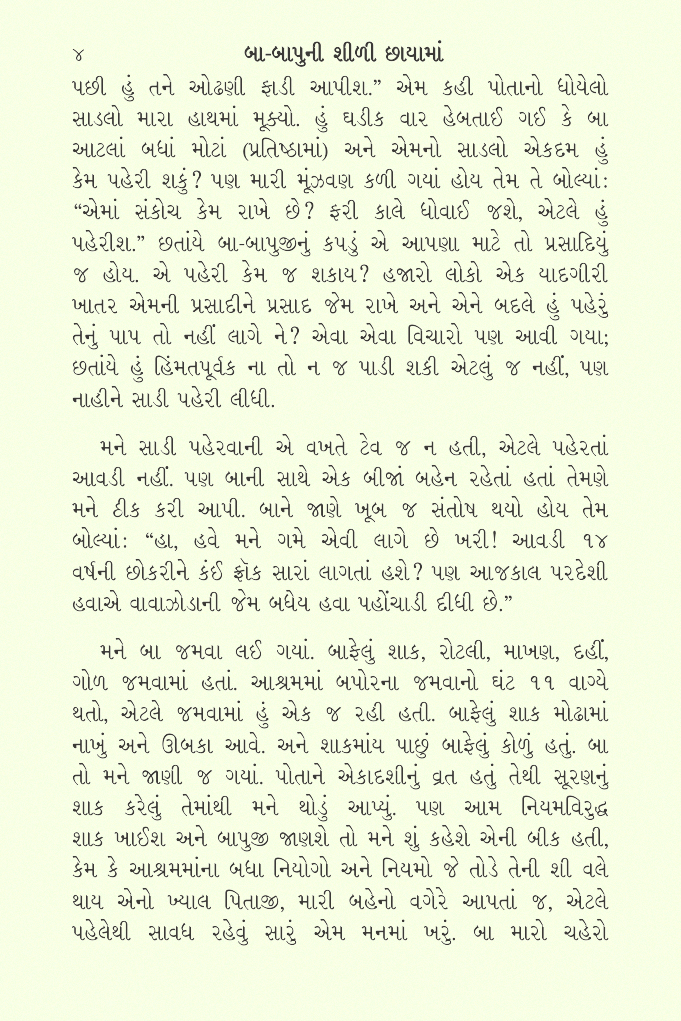 ૪ બા-બાપુની શીળી છાયામાં
પછી હું તને ઓઢણી ફાડી આપીશ.” એમ કહી પોતાનો ધોયેલો
સાડલો મારા હાથમાં મૂક્યો. હું ઘડીક વાર હેબતાઈ ગઈ કે બા
આટલાં બધાં મોટાં (પ્રતિષ્ઠામાં) અને એમનો સાડલો એકદમ હું
કેમ પહેરી શકું? પણ મારી મૂંઝવણ કળી ગયાં હોય તેમ તે બોલ્યાં:
“એમાં સંકોચ કેમ રાખે છે? ફરી કાલે ધોવાઈ જશે, એટલે હું
પહેરીશ.” છતાંયે બા-બાપુજીનું કપડું એ આપણા માટે તો પ્રસાદિયું
જ હોય. એ પહેરી કેમ જ શકાય? હજારો લોકો એક યાદગીરી
ખાતર એમની પ્રસાદીને પ્રસાદ જેમ રાખે અને એને બદલે હું પહેરું
તેનું પાપ તો નહીં લાગે ને? એવા એવા વિચારો પણ આવી ગયા;
છતાંયે હું હિંમતપૂર્વક ના તો ન જ પાડી શકી એટલું જ નહીં, પણ
નાહીને સાડી પહેરી લીધી.
મને સાડી પહેરવાની એ વખતે ટેવ જ ન હતી, એટલે પહેરતાં
આવડી નહીં. પણ બાની સાથે એક બીજાં બહેન રહેતાં હતાં તેમણે
મને ઠીક કરી આપી. બાને જાણે ખૂબ જ સંતોષ થયો હોય તેમ
બોલ્યાં: “હા, હવે મને ગમે એવી લાગે છે ખરી! આવડી ૧૪
વર્ષની છોકરીને કંઈ ફ્રૉક સારાં લાગતાં હશે? પણ આજકાલ પરદેશી
હવાએ વાવાઝોડાની જેમ બધેય હવા પહોંચાડી દીધી છે.”
મને બા જમવા લઈ ગયાં. બાફેલું શાક, રોટલી, માખણ, દહીં,
ગોળ જમવામાં હતાં. આશ્રમમાં બપોરના જમવાનો ઘંટ ૧૧ વાગ્યે
થતો, એટલે જમવામાં હું એક જ રહી હતી. બાફેલું શાક મોઢામાં
નાખું અને ઊબકા આવે. અને શાકમાંય પાછું બાફેલું કોળું હતું. બા
તો મને જાણી જ ગયાં. પોતાને એકાદશીનું વ્રત હતું તેથી સૂરણનું
શાક કરેલું તેમાંથી મને થોડું આપ્યું. પણ આમ નિયમવિરુદ્ધ
શાક ખાઈશ અને બાપુજી જાણશે તો મને શું કહેશે એની બીક હતી,
કેમ કે આશ્રમમાંના બધા નિયોગો અને નિયમો જે તોડે તેની શી વલે
થાય એનો ખ્યાલ પિતાજી, મારી બહેનો વગેરે આપતાં જ, એટલે
પહેલેથી સાવધ રહેવું સારું એમ મનમાં ખરું. બા મારો ચહેરો